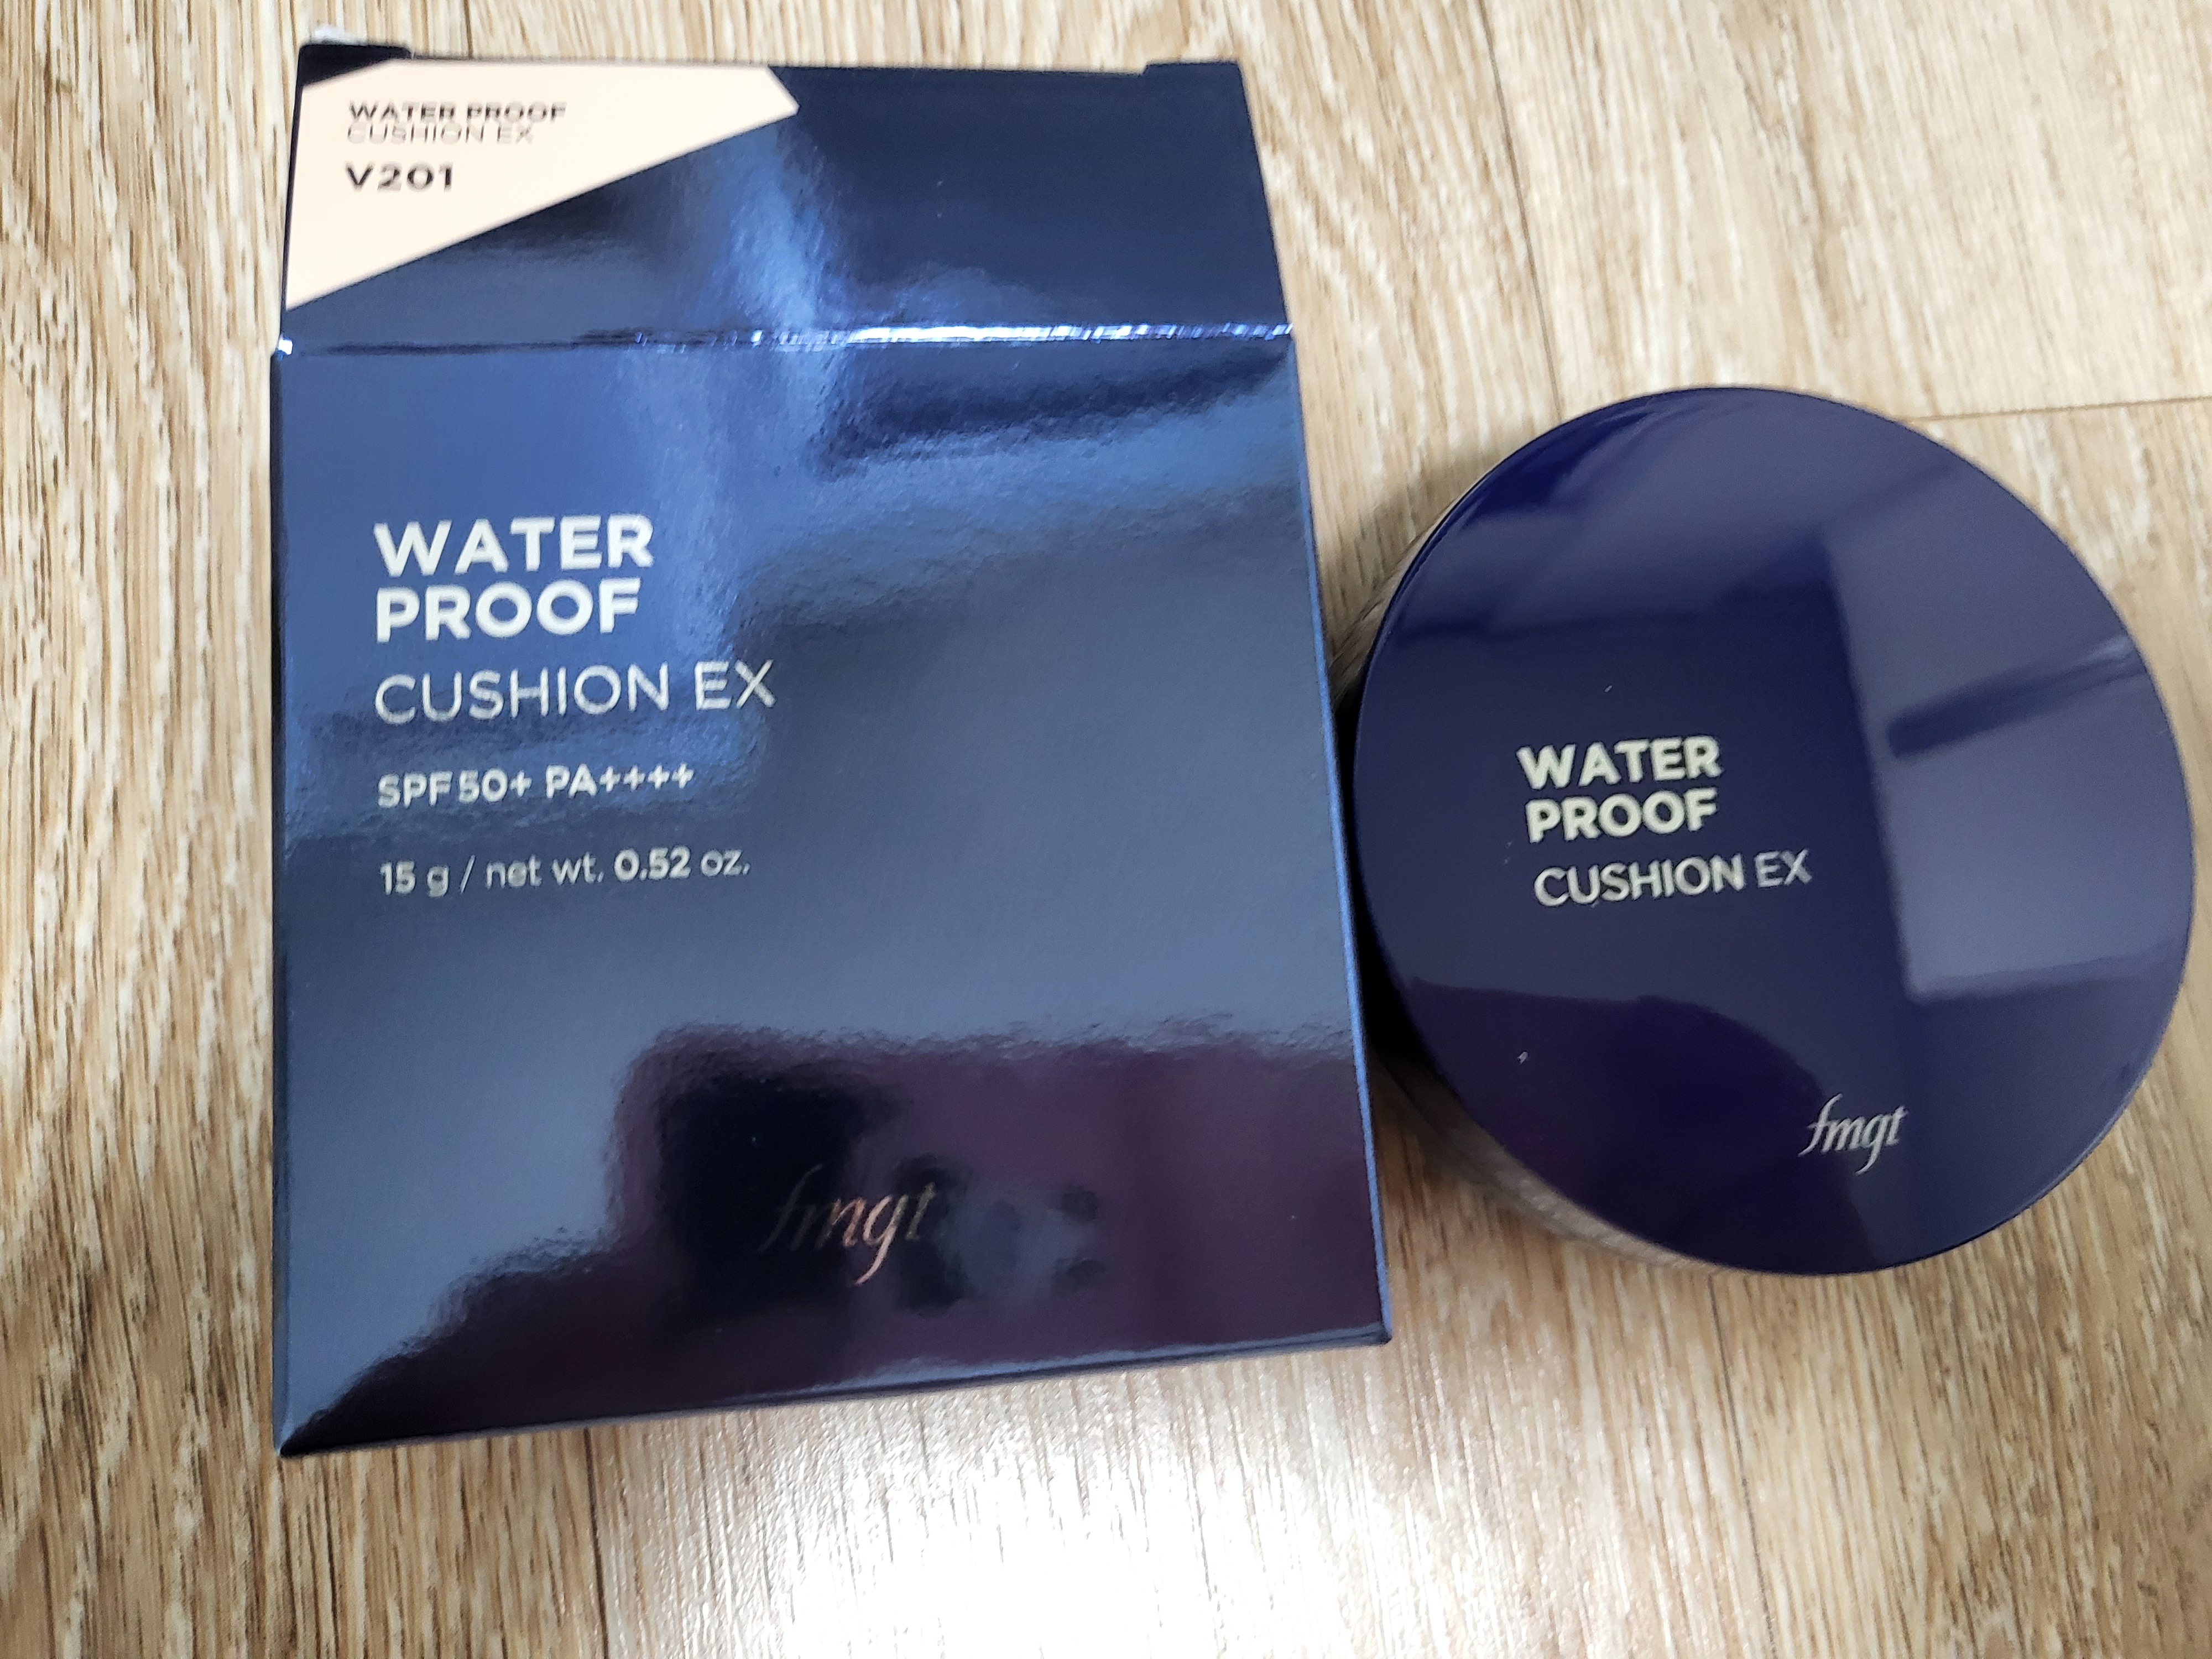 WATER PROOF
CUSHION EX
V201
WATER
PROOF
CUSHION EX
SPF50+ PA++++
15 g / net wt. 0.52 oz.
fmgt
WATER
PROOF
CUSHION EX
fmgt